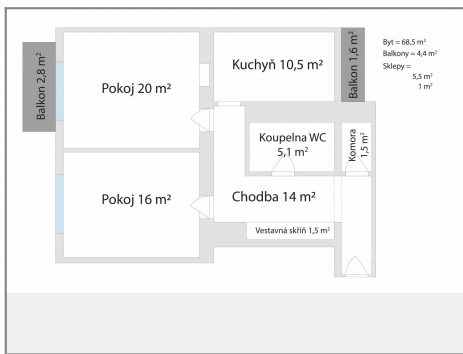 Balkon 2,8 m²
Pokoj 20 m²
Kuchyň 10,5 m²
Balkon 1,6 m²
Byt = 68,5 m²
Balkony = 4,4 m²
Sklepy =
5,5 m²
1 m²
Koupelna WC
5,1 m²
Komora
1,5 m²
Pokoj 16 m²
Chodba 14 m²
Vestavná skříň 1,5 m²